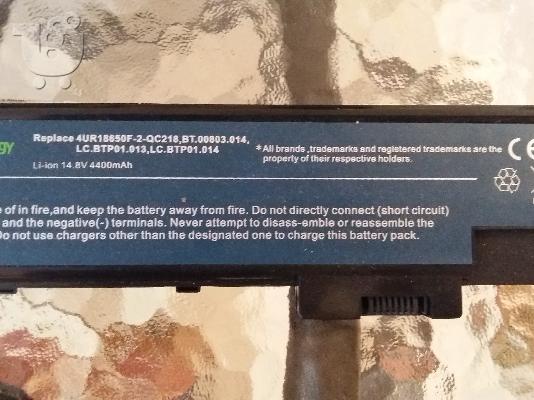 gy
Replace 4UR18650F-2-QC218,BT.00803.014,
LC.BTP01.013,LC.BTP01.014
Li-ion 14.8V 4400mAh
*All brands ,trademarks and registered trademarks are the
property of their respective holders.
CE
e of in fire,and keep the battery away from fire. Do not directly connect (short circuit)
and the negative(-) terminals. Never attempt to disass-emble or reassemble the
Do not use chargers other than the designated one to charge this battery pack.